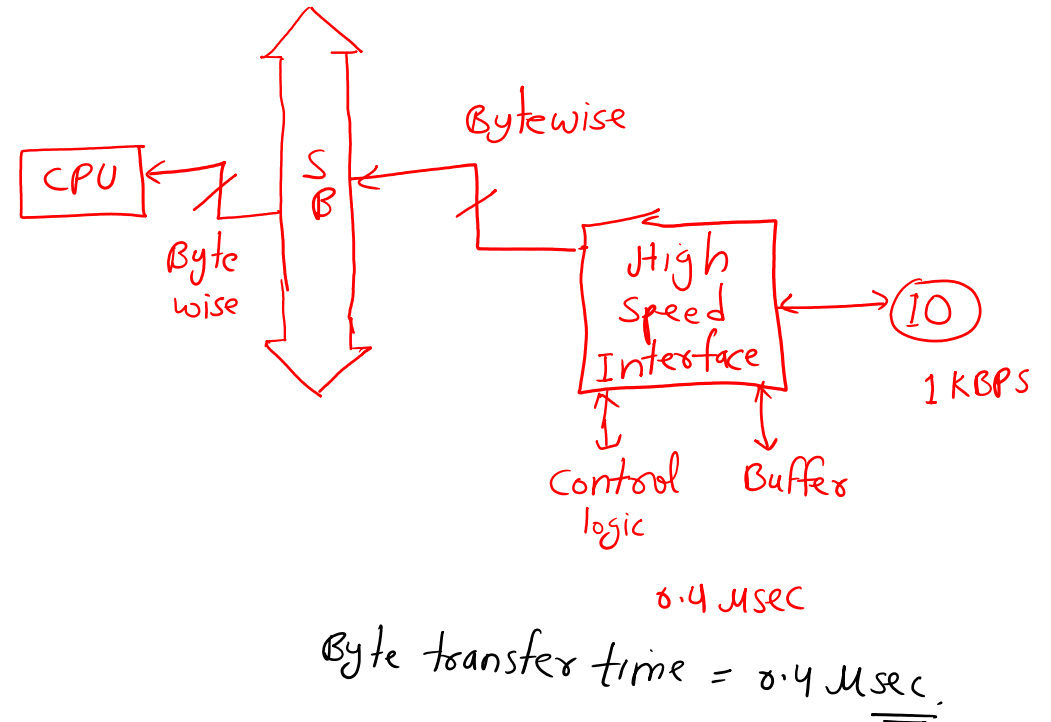 Bytewise
CPU
S
B
Byte
wise
High
Speed
Interface
IO
1 KBPS
Control
logic
Buffer
0.4 μsec
Byte transfer time = 0.4 μsec.